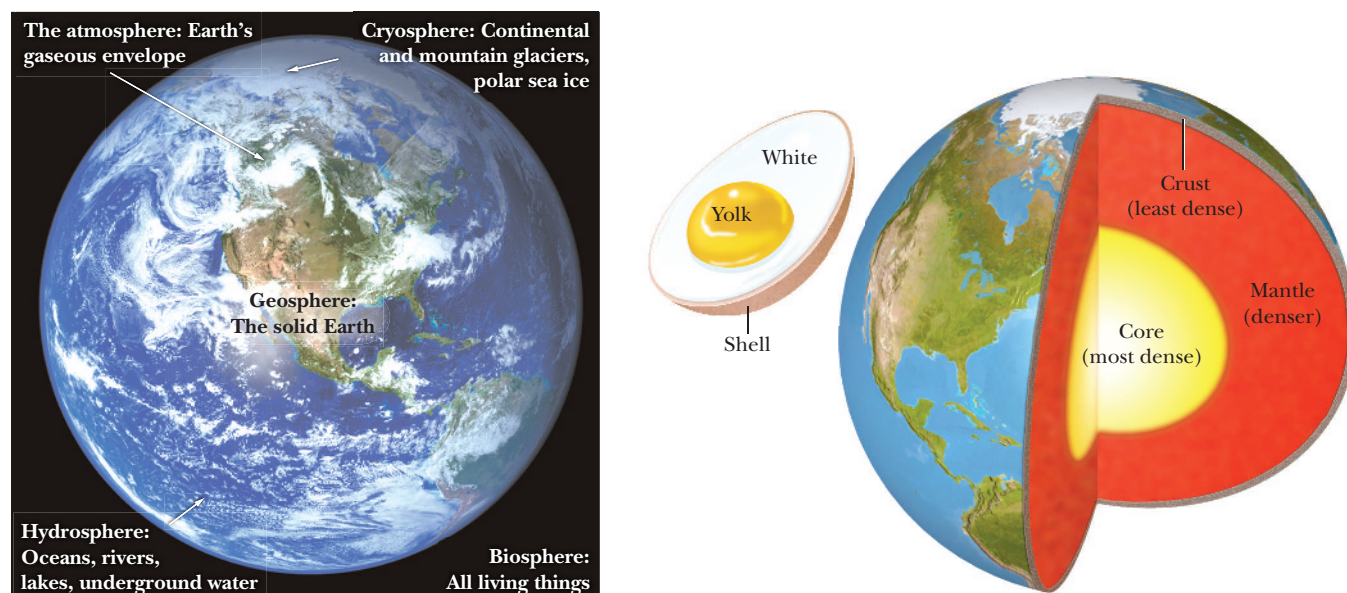 The atmosphere: Earth's
gaseous envelope
Cryosphere: Continental
and mountain glaciers,
polar sea ice
Geosphere:
The solid Earth
Hydrosphere:
Oceans, rivers,
lakes, underground water
Biosphere:
All living things
White
Yolk
Shell
Crust
(least dense)
Mantle
(denser)
Core
(most dense)